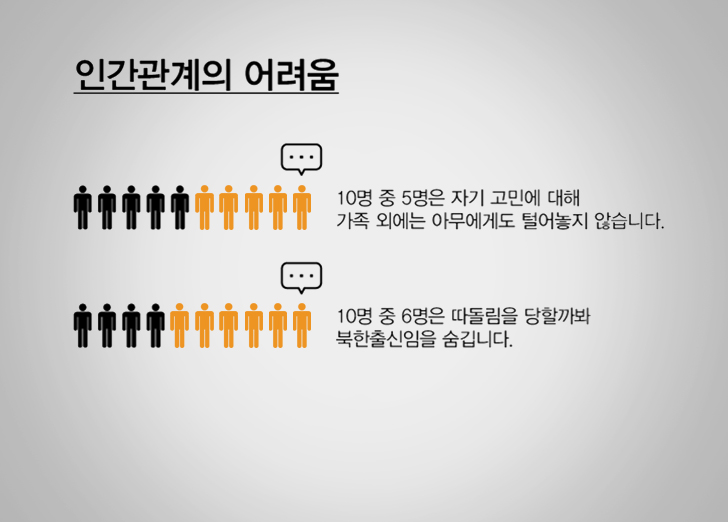 인간관계의 어려움
10명 중 5명은 자기 고민에 대해
가족 외에는 아무에게도 털어놓지 않습니다.
10명 중 6명은 따돌림을 당할까봐
북한출신임을 숨깁니다.